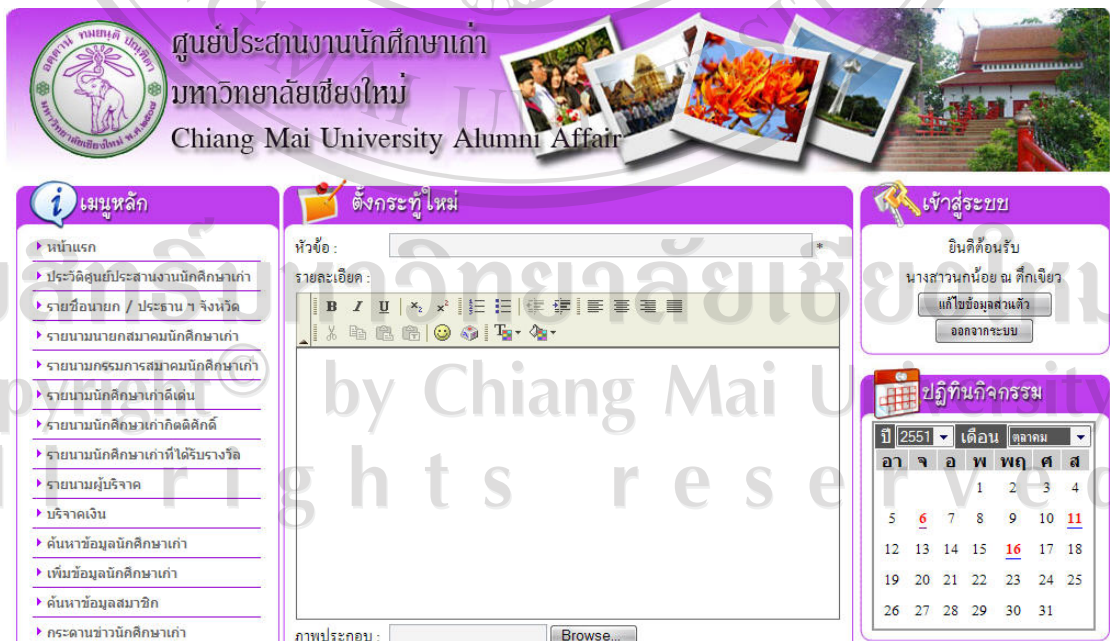 ศูนย์ประสานงานนักศึกษาเก่า
มหาวิทยาลัยเชียงใหม่
Chiang Mai University Alumni Affair
เมนูหลัก
หน้าแรก
ประวัติศูนย์ประสานงานนักศึกษาเก่า
รายชื่อนายก / ประธาน ฯ จังหวัด
รายนามนายกสมาคมนักศึกษาเก่า
รายนามกรรมการสมาคมนักศึกษาเก่า
รายนามนักศึกษาเก่าดีเด่น
รายนามนักศึกษาเก่ากิตติศักดิ์
รายนามนักศึกษาเก่าที่ได้รับรางวัล
รายนามผู้บริจาค
บริจาคเงิน
ค้นหาข้อมูลนักศึกษาเก่า
เพิ่มข้อมูลนักศึกษาเก่า
ค้นหาข้อมูลสมาชิก
กระดานข่าวนักศึกษาเก่า
ตั้งกระทู้ใหม่
หัวข้อ : *
รายละเอียด :
B I U
ภาพประกอบ : Browse...
เข้าสู่ระบบ
ยินดีต้อนรับ
นางสาวนกน้อย ณ ตึกเขียว
แก้ไขข้อมูลส่วนตัว
ออกจากระบบ
ปฏิทินกิจกรรม
ปี 2551 เดือน ตุลาคม
อา จ อ พ พฤ ศ ส
1 2 3 4
5 6 7 8 9 10 11
12 13 14 15 16 17 18
19 20 21 22 23 24 25
26 27 28 29 30 31
by Chiang Mai University
All rights reserved